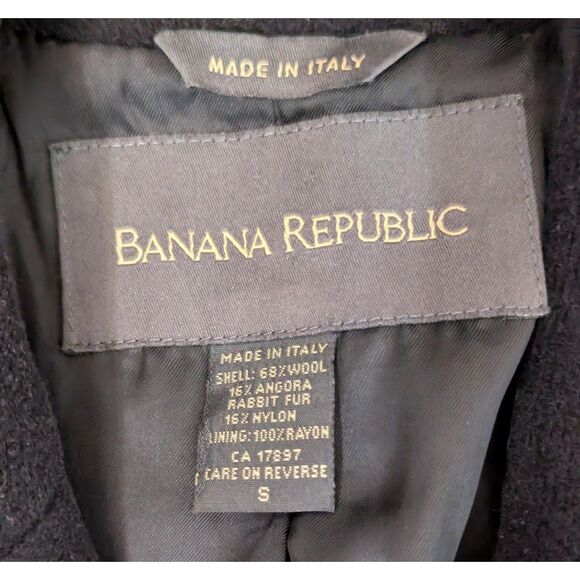 MADE IN ITALY
BANANA REPUBLIC
MADE IN ITALY
SHELL: 68% WOOL
16% ANGORA
RABBIT FUR
16% NYLON
LINING: 100% RAYON
CA 17897
CARE ON REVERSE
S